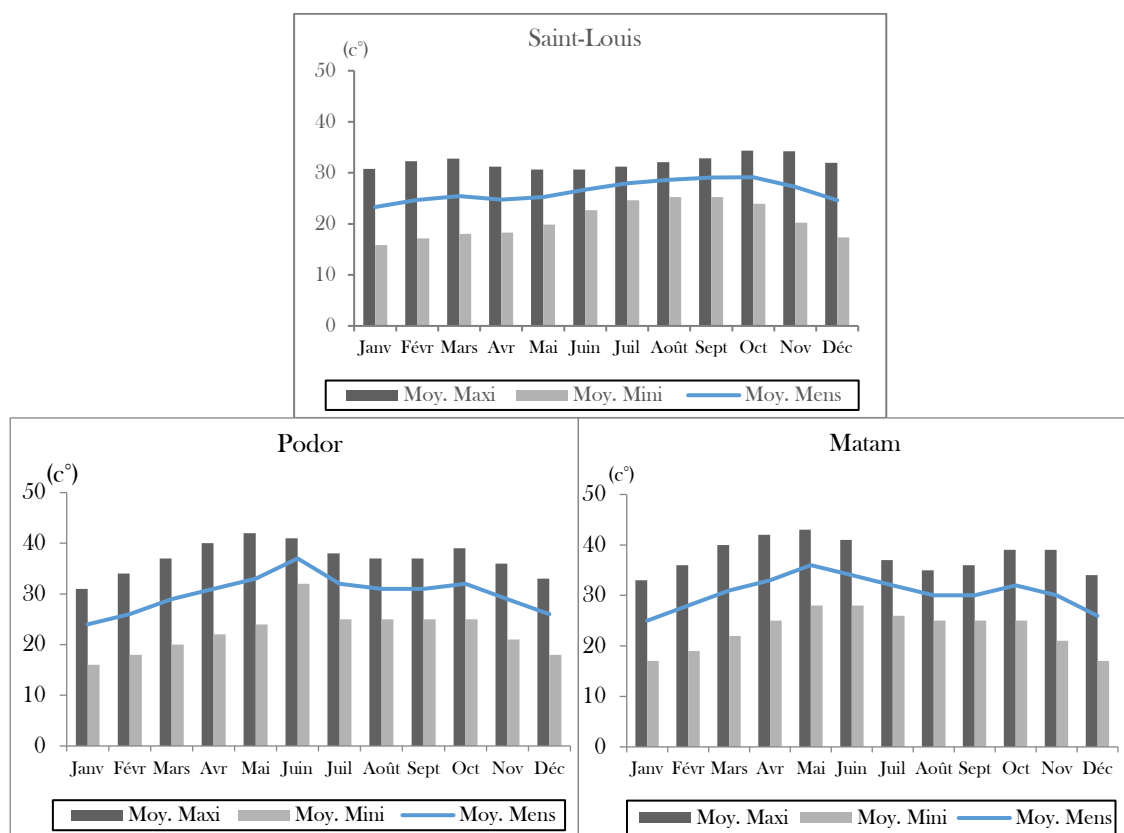 Saint-Louis
(c°)
50
40
30
20
10
0
Janv Févr Mars Avr Mai Juin Juil Août Sept Oct Nov Déc
Moy. Maxi Moy. Mini Moy. Mens
Podor
(c°)
50
40
30
20
10
0
Janv Févr Mars Avr Mai Juin Juil Août Sept Oct Nov Déc
Moy. Maxi Moy. Mini Moy. Mens
Matam
(c°)
50
40
30
20
10
0
Janv Févr Mars Avr Mai Juin Juil Août Sept Oct Nov Déc
Moy. Maxi Moy. Mini Moy. Mens